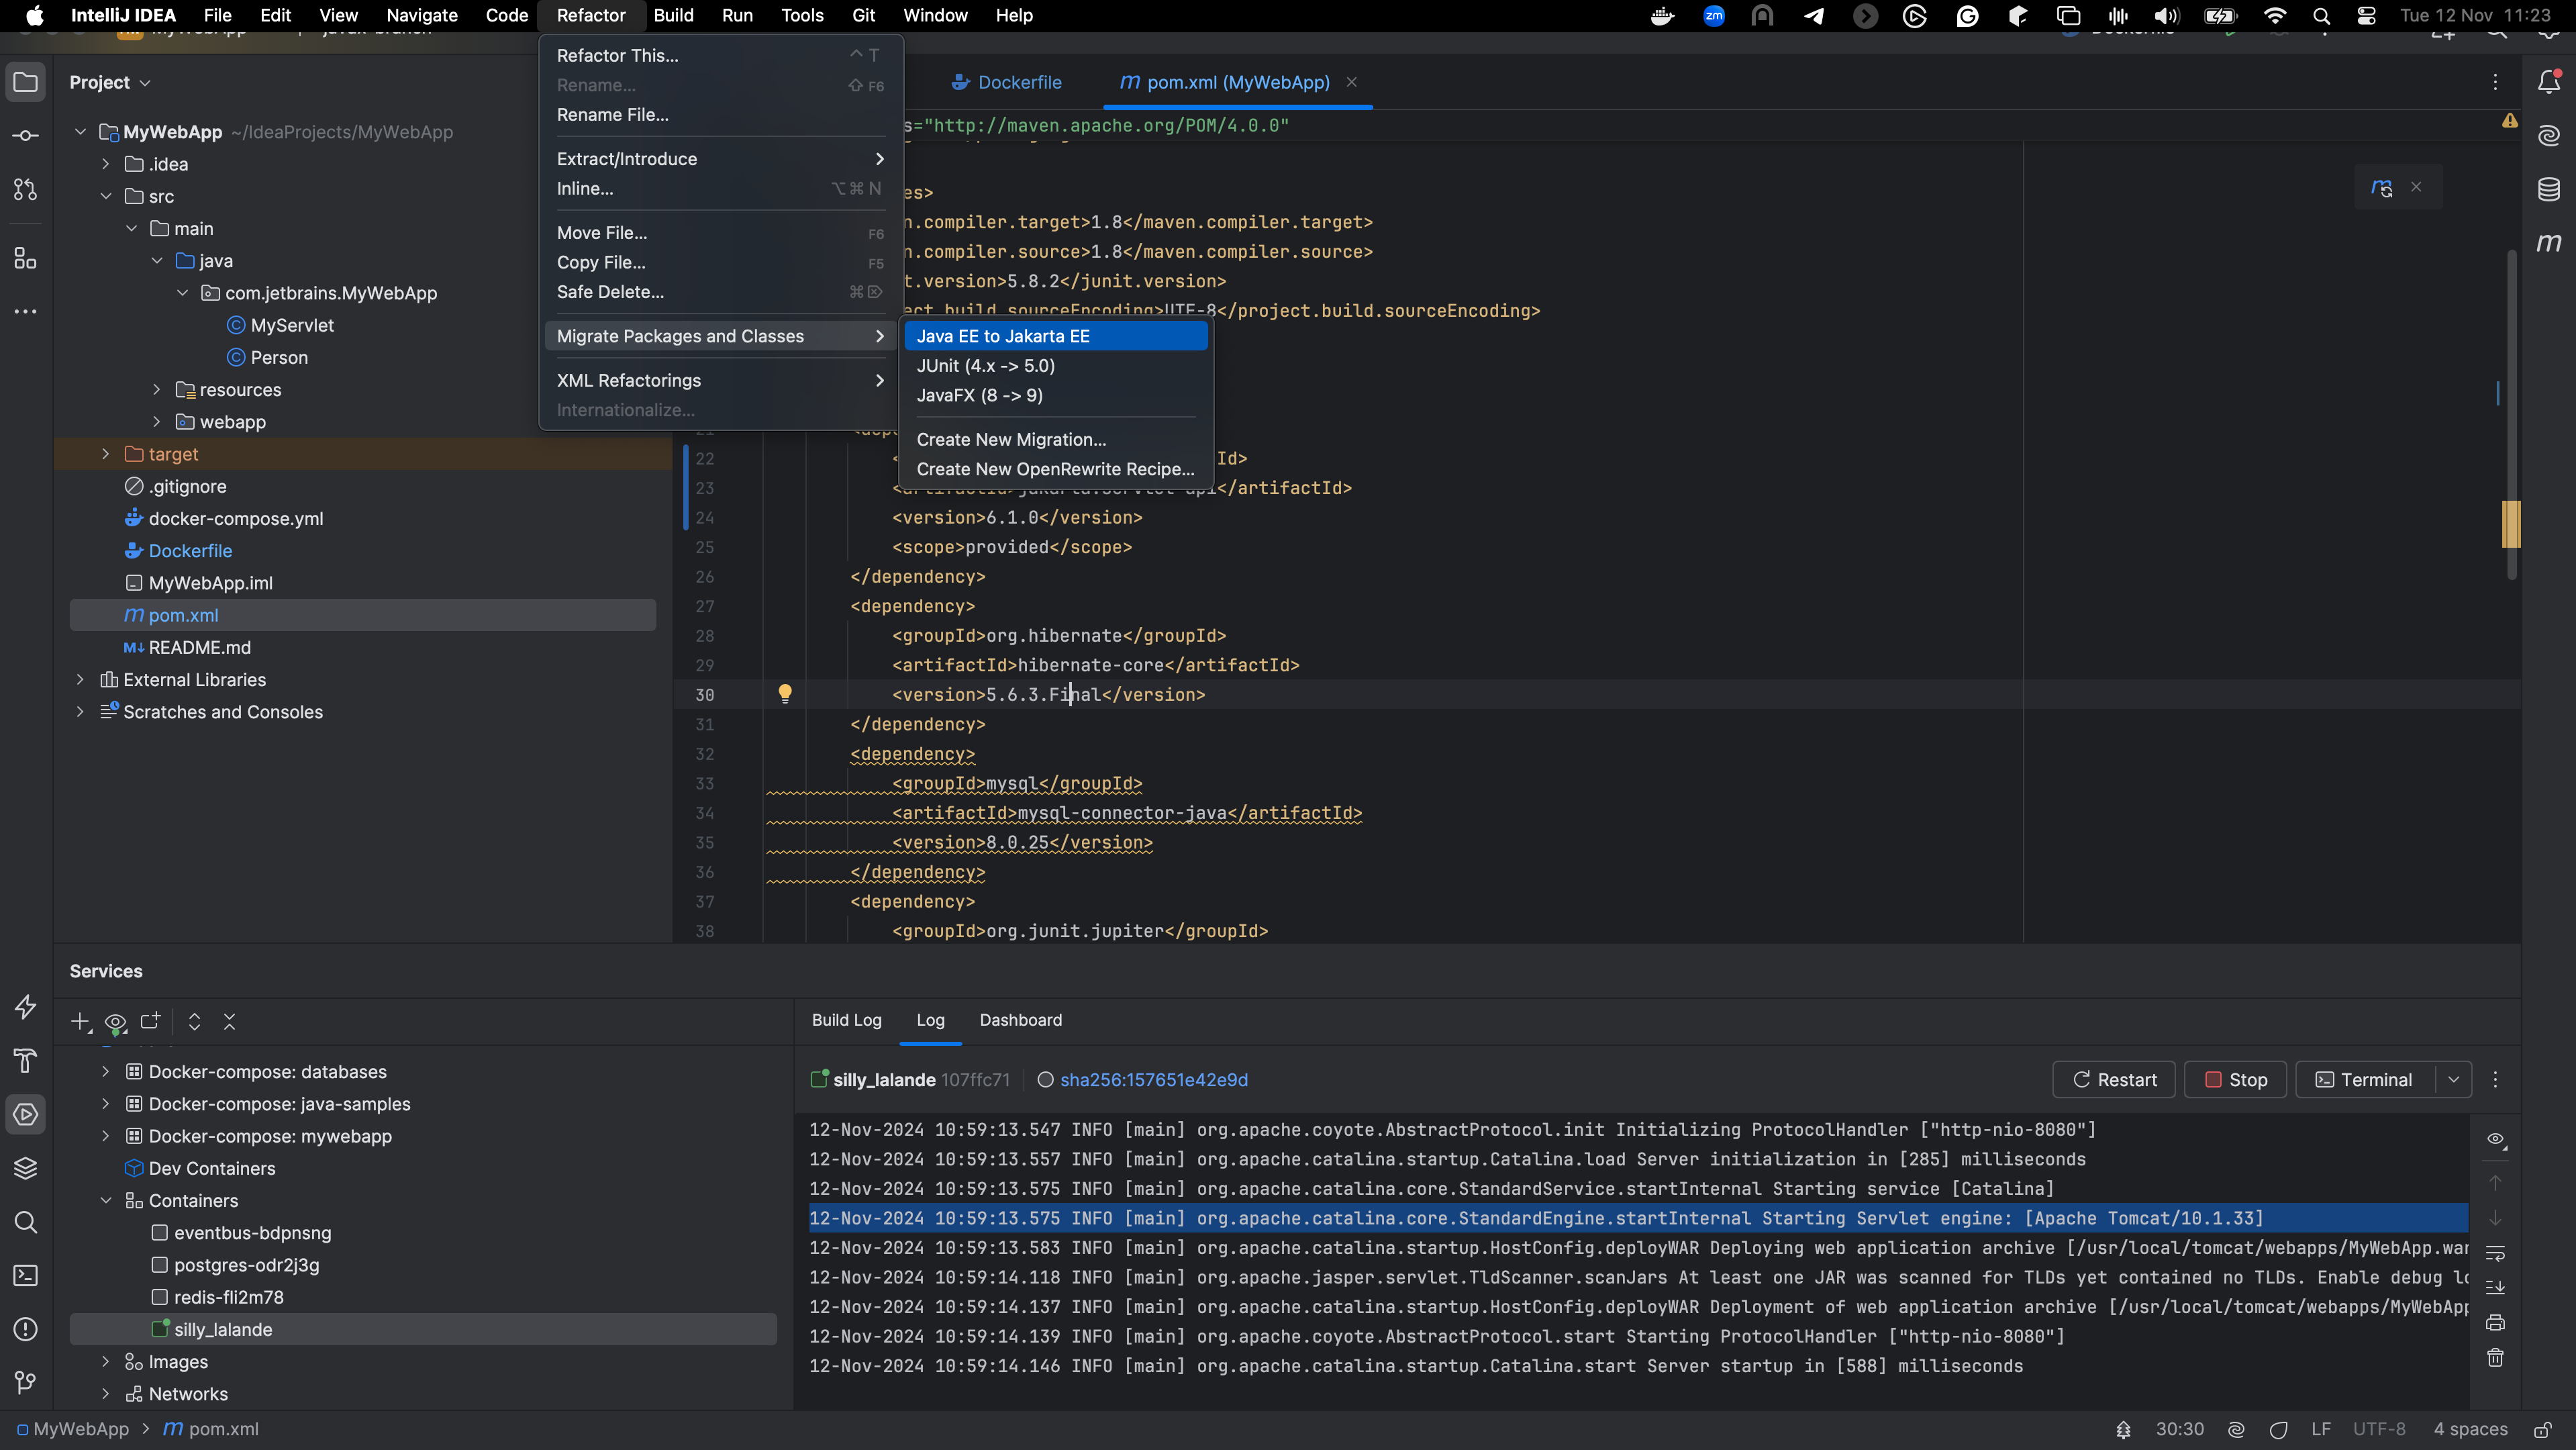 IntelliJ IDEA File Edit View Navigate Code Refactor Build Run Tools Git Window Help
zm
Tue 12 Nov 11:23
Project
Dockerfile
pom.xml (MyWebApp)
Refactor This... ^ T
Rename... ⇧ F6
Rename File...
Extract/Introduce
Inline... ⌥⌘ N
Move File... F6
Copy File... F5
Safe Delete... ⌘⌦
Migrate Packages and Classes
XML Refactorings
Internationalize...
Java EE to Jakarta EE
JUnit (4.x -> 5.0)
JavaFX (8 -> 9)
Create New Migration...
Create New OpenRewrite Recipe...
MyWebApp ~/IdeaProjects/MyWebApp
.idea
src
main
java
com.jetbrains.MyWebApp
MyServlet
Person
resources
webapp
target
.gitignore
docker-compose.yml
Dockerfile
MyWebApp.iml
pom.xml
README.md
External Libraries
Scratches and Consoles
s="http://maven.apache.org/POM/4.0.0"
es>
n.compiler.target>1.8</maven.compiler.target>
n.compiler.source>1.8</maven.compiler.source>
t.version>5.8.2</junit.version>
ect.build.sourceEncoding>UTF-8</project.build.sourceEncoding>
22 < Id>
23 <artifactId>jakarta.servlet-api</artifactId>
24 <version>6.1.0</version>
25 <scope>provided</scope>
26 </dependency>
27 <dependency>
28 <groupId>org.hibernate</groupId>
29 <artifactId>hibernate-core</artifactId>
30 <version>5.6.3.Final</version>
31 </dependency>
32 <dependency>
33 <groupId>mysql</groupId>
34 <artifactId>mysql-connector-java</artifactId>
35 <version>8.0.25</version>
36 </dependency>
37 <dependency>
38 <groupId>org.junit.jupiter</groupId>
Services
Docker-compose: databases
Docker-compose: java-samples
Docker-compose: mywebapp
Dev Containers
Containers
eventbus-bdpnsng
postgres-odr2j3g
redis-fli2m78
silly_lalande
Images
Networks
Build Log Log Dashboard
silly_lalande 107ffc71 sha256:157651e42e9d
Restart Stop Terminal
12-Nov-2024 10:59:13.547 INFO [main] org.apache.coyote.AbstractProtocol.init Initializing ProtocolHandler ["http-nio-8080"]
12-Nov-2024 10:59:13.557 INFO [main] org.apache.catalina.startup.Catalina.load Server initialization in [285] milliseconds
12-Nov-2024 10:59:13.575 INFO [main] org.apache.catalina.core.StandardService.startInternal Starting service [Catalina]
12-Nov-2024 10:59:13.575 INFO [main] org.apache.catalina.core.StandardEngine.startInternal Starting Servlet engine: [Apache Tomcat/10.1.33]
12-Nov-2024 10:59:13.583 INFO [main] org.apache.catalina.startup.HostConfig.deployWAR Deploying web application archive [/usr/local/tomcat/webapps/MyWebApp.war
12-Nov-2024 10:59:14.118 INFO [main] org.apache.jasper.servlet.TldScanner.scanJars At least one JAR was scanned for TLDs yet contained no TLDs. Enable debug lo
12-Nov-2024 10:59:14.137 INFO [main] org.apache.catalina.startup.HostConfig.deployWAR Deployment of web application archive [/usr/local/tomcat/webapps/MyWebApp
12-Nov-2024 10:59:14.139 INFO [main] org.apache.coyote.AbstractProtocol.start Starting ProtocolHandler ["http-nio-8080"]
12-Nov-2024 10:59:14.146 INFO [main] org.apache.catalina.startup.Catalina.start Server startup in [588] milliseconds
MyWebApp > pom.xml
30:30 LF UTF-8 4 spaces